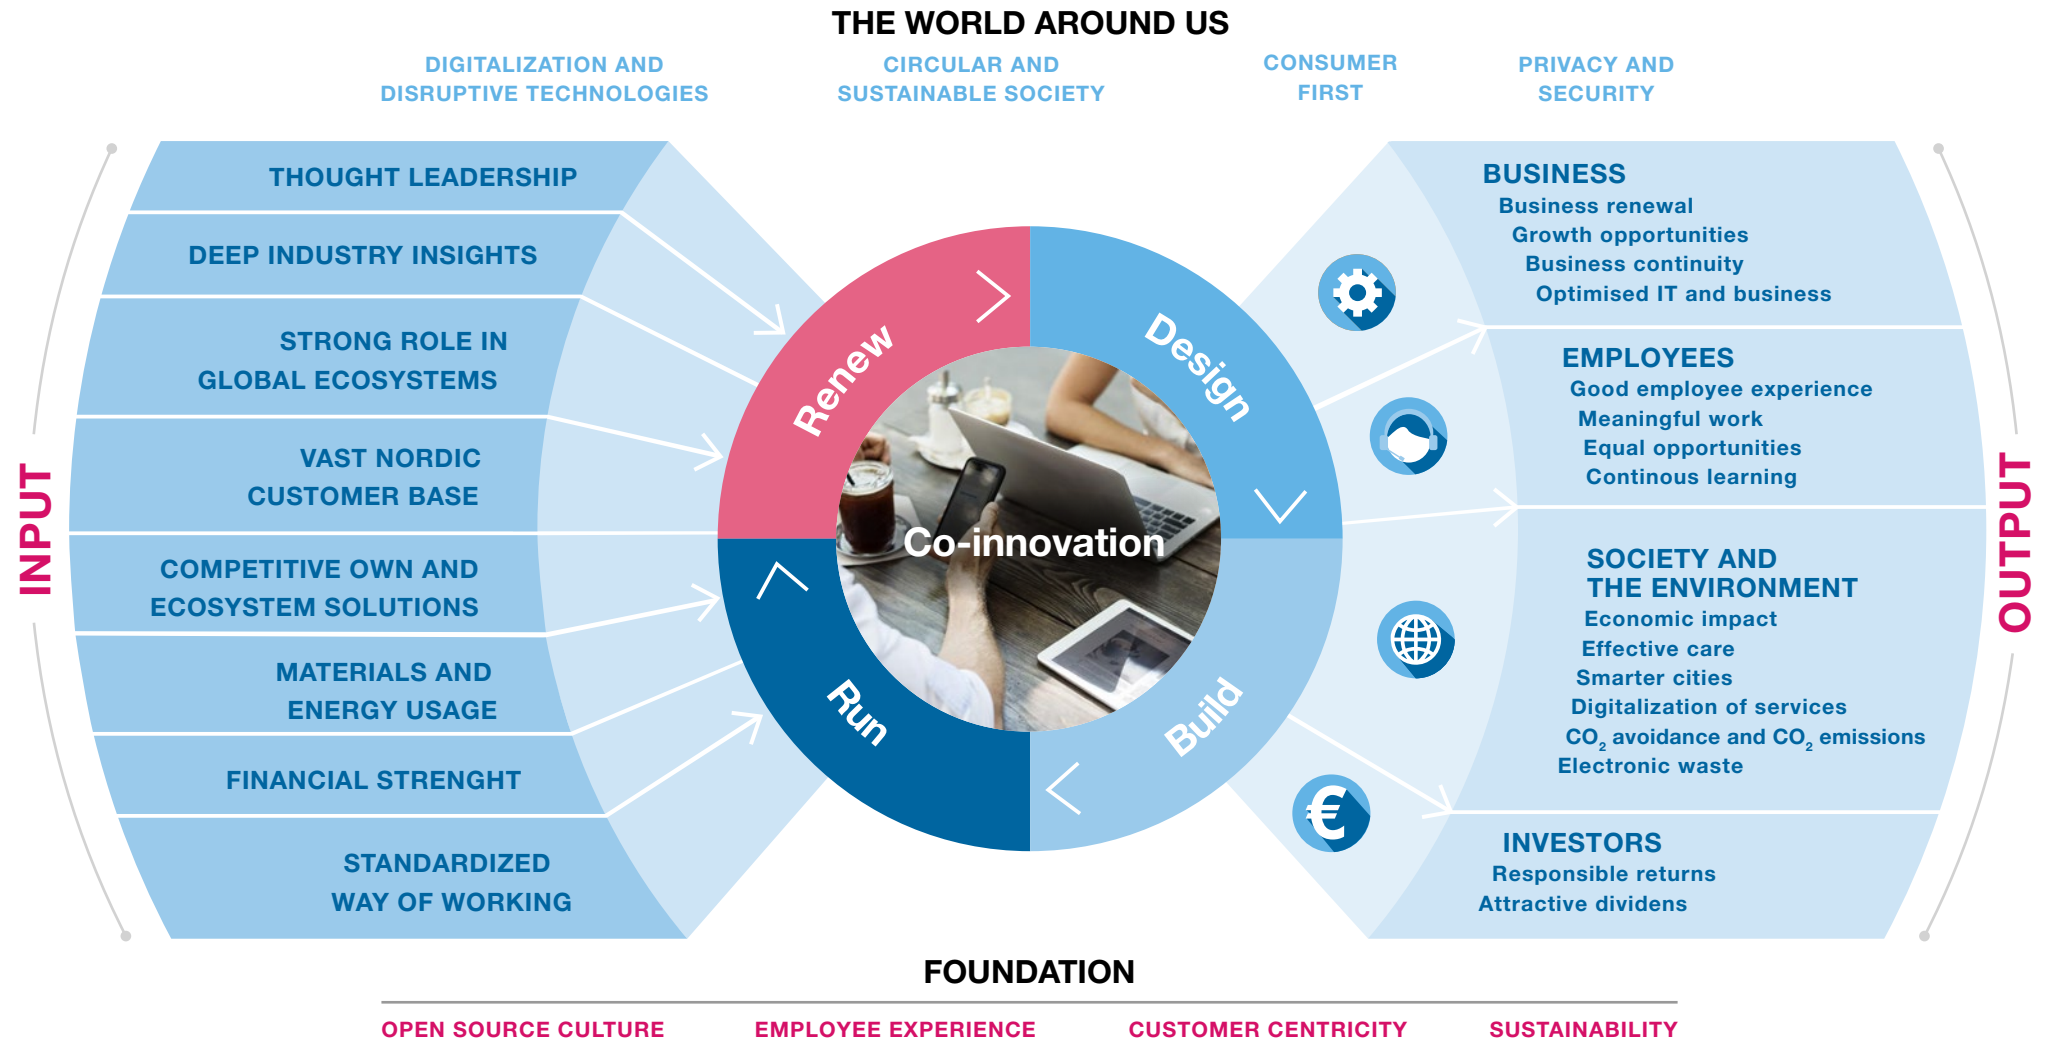 THE WORLD AROUND US
DIGITALIZATION AND
DISRUPTIVE TECHNOLOGIES
CIRCULAR AND
SUSTAINABLE SOCIETY
CONSUMER
FIRST
PRIVACY AND
SECURITY
INPUT
THOUGHT LEADERSHIP
DEEP INDUSTRY INSIGHTS
STRONG ROLE IN
GLOBAL ECOSYSTEMS
VAST NORDIC
CUSTOMER BASE
COMPETITIVE OWN AND
ECOSYSTEM SOLUTIONS
MATERIALS AND
ENERGY USAGE
FINANCIAL STRENGHT
STANDARDIZED
WAY OF WORKING
Renew
Design
Build
Run
Co-innovation
€
BUSINESS
Business renewal
Growth opportunities
Business continuity
Optimised IT and business
EMPLOYEES
Good employee experience
Meaningful work
Equal opportunities
Continous learning
SOCIETY AND
THE ENVIRONMENT
Economic impact
Effective care
Smarter cities
Digitalization of services
CO₂ avoidance and CO₂ emissions
Electronic waste
INVESTORS
Responsible returns
Attractive dividens
OUTPUT
FOUNDATION
OPEN SOURCE CULTURE
EMPLOYEE EXPERIENCE
CUSTOMER CENTRICITY
SUSTAINABILITY